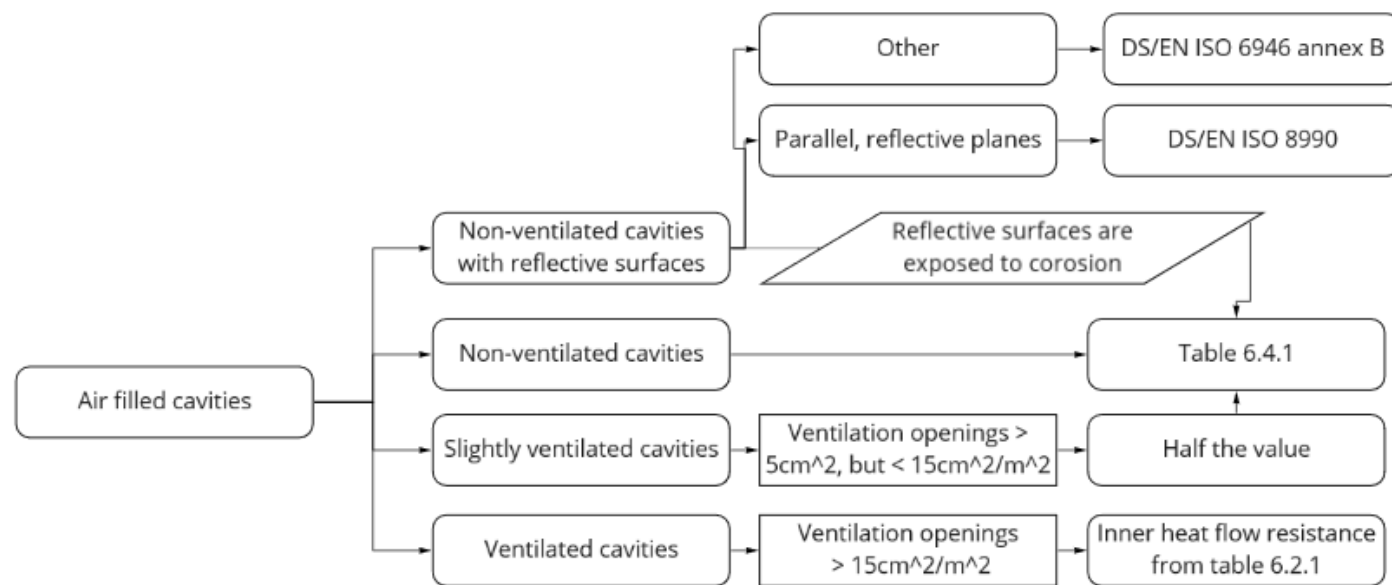 Other
DS/EN ISO 6946 annex B
Parallel, reflective planes
DS/EN ISO 8990
Non-ventilated cavities
with reflective surfaces
Reflective surfaces are
exposed to corrosion
Non-ventilated cavities
Table 6.4.1
Air filled cavities
Slightly ventilated cavities
Ventilation openings >
5cm^2, but < 15cm^2/m^2
Half the value
Ventilated cavities
Ventilation openings
> 15cm^2/m^2
Inner heat flow resistance
from table 6.2.1